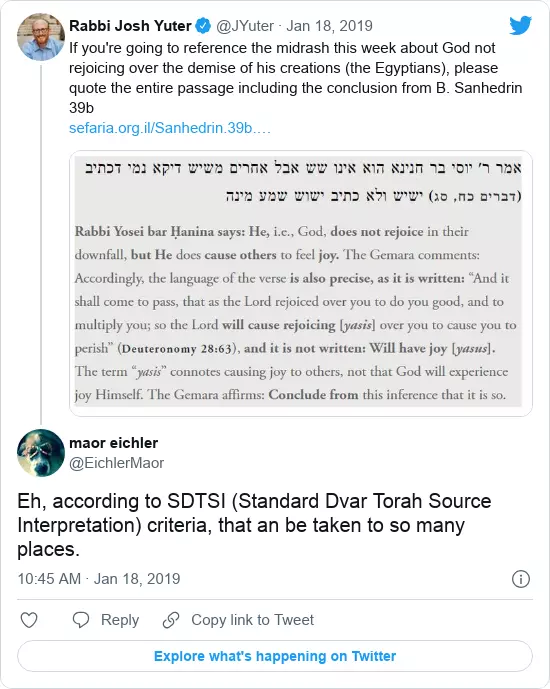 Rabbi Josh Yuter @JYuter · Jan 18, 2019
If you're going to reference the midrash this week about God not
rejoicing over the demise of his creations (the Egyptians), please
quote the entire passage including the conclusion from B. Sanhedrin
39b
sefaria.org.il/Sanhedrin.39b.…
אמר ר׳ יוסי בר חנינא הוא אינו שש אבל אחרים משיש דיקא נמי דכתיב
(דברים כח, סג) ישיש ולא כתיב ישוש שמע מינה
Rabbi Yosei bar Ḥanina says: He, i.e., God, does not rejoice in their
downfall, but He does cause others to feel joy. The Gemara comments:
Accordingly, the language of the verse is also precise, as it is written: “And it
shall come to pass, that as the Lord rejoiced over you to do you good, and to
multiply you; so the Lord will cause rejoicing [yasis] over you to cause you to
perish” (Deuteronomy 28:63), and it is not written: Will have joy [yasus].
The term “yasis” connotes causing joy to others, not that God will experience
joy Himself. The Gemara affirms: Conclude from this inference that it is so.
maor eichler
@EichlerMaor
Eh, according to SDTSI (Standard Dvar Torah Source
Interpretation) criteria, that an be taken to so many
places.
10:45 AM · Jan 18, 2019
Reply Copy link to Tweet
Explore what's happening on Twitter